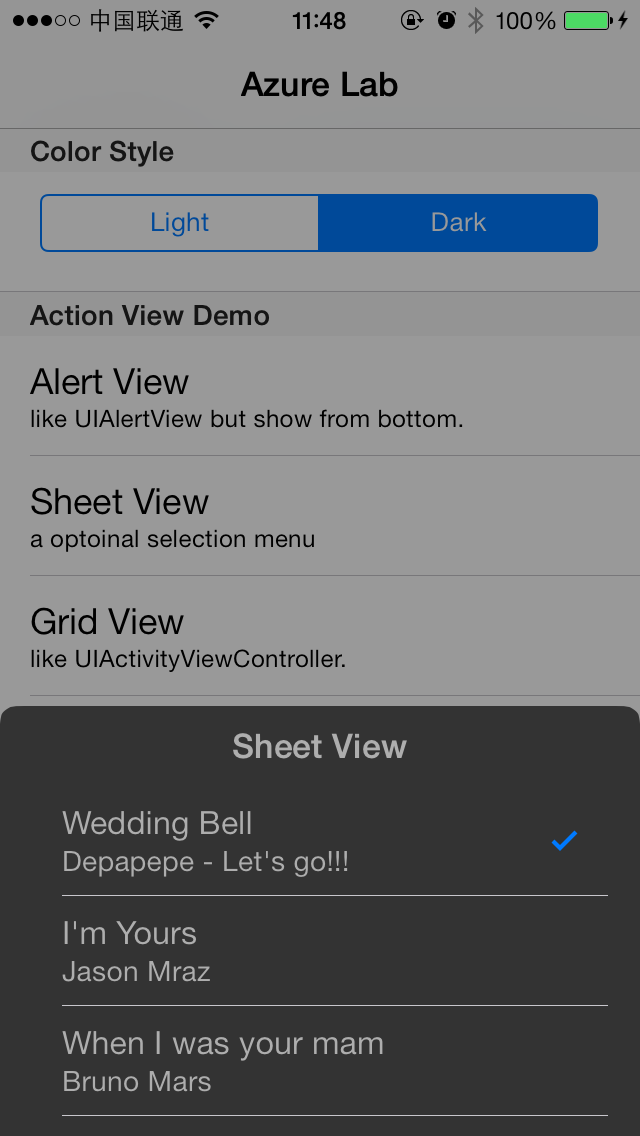 中国联通 11:48 100%
Azure Lab
Color Style
Light Dark
Action View Demo
Alert View
like UIAlertView but show from bottom.
Sheet View
a optoinal selection menu
Grid View
like UIActivityViewController.
Sheet View
Wedding Bell
Depapepe - Let's go!!!
I'm Yours
Jason Mraz
When I was your mam
Bruno Mars